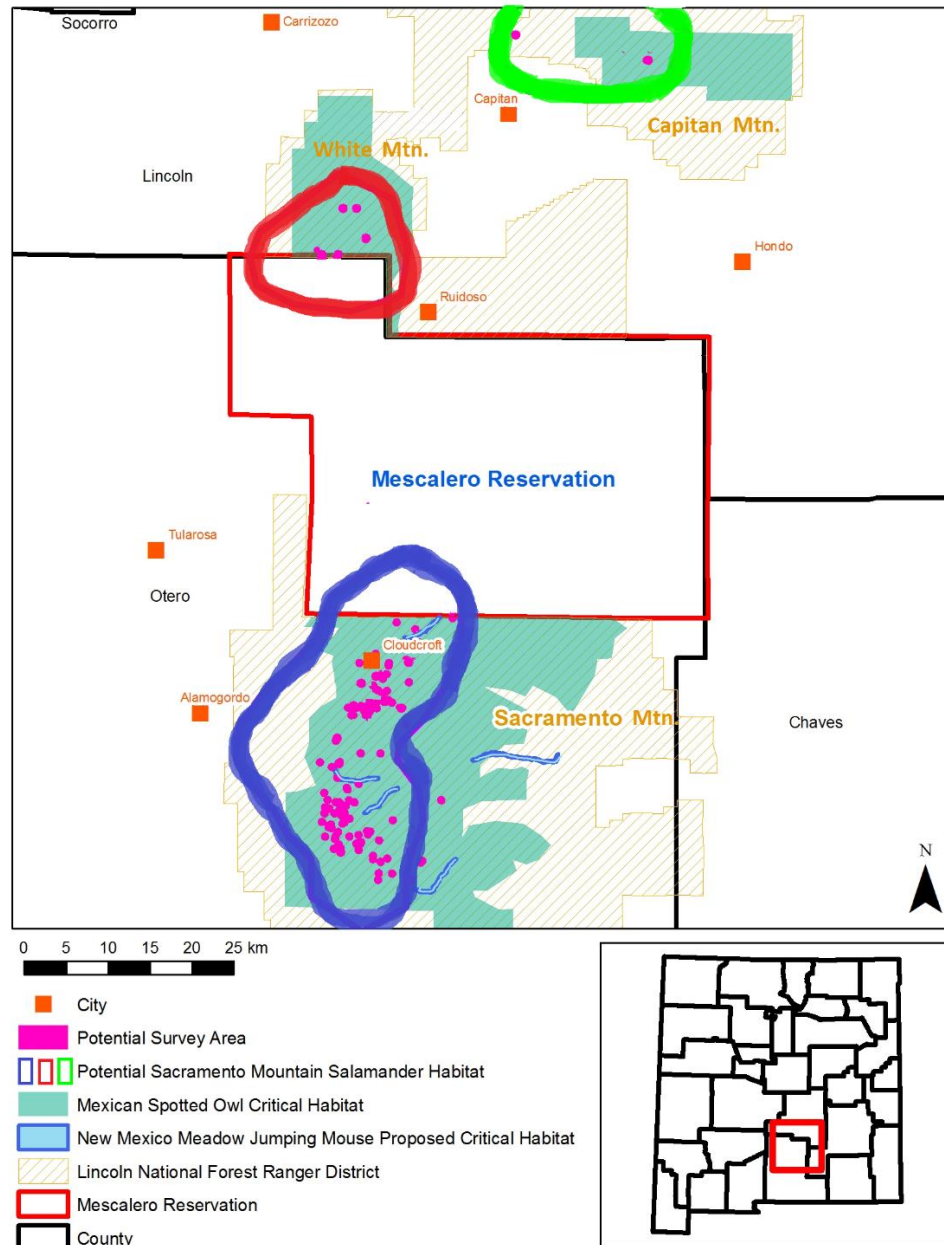 Socorro
Carrizozo
Capitan
Capitan Mtn.
White Mtn.
Lincoln
Hondo
Ruidoso
Mescalero Reservation
Tularosa
Otero
Cloudcroft
Alamogordo
Sacramento Mtn.
Chaves
N
0 5 10 15 20 25 km
City
Potential Survey Area
Potential Sacramento Mountain Salamander Habitat
Mexican Spotted Owl Critical Habitat
New Mexico Meadow Jumping Mouse Proposed Critical Habitat
Lincoln National Forest Ranger District
Mescalero Reservation
County